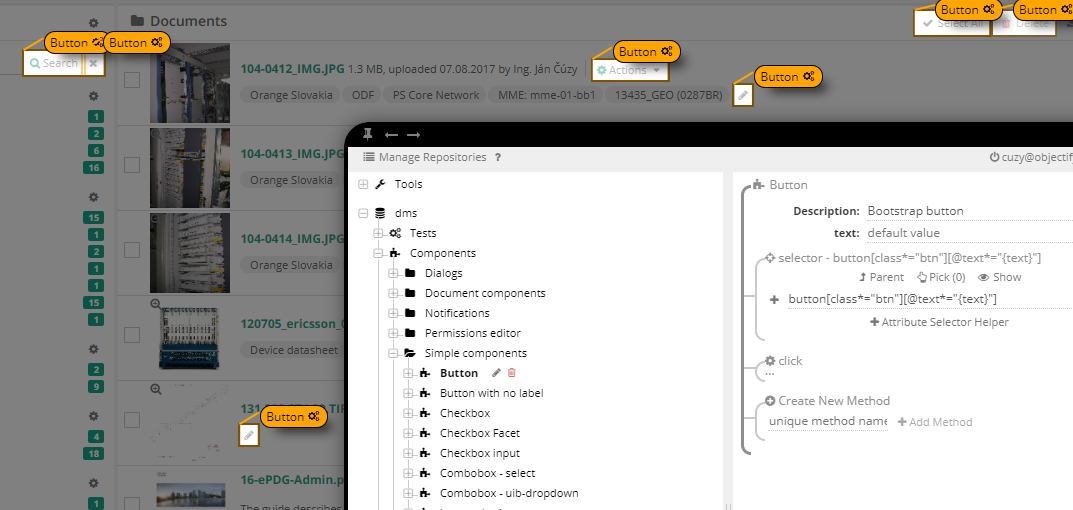 Documents
Button
Button
Select All
Delete
Button
Button
Search
Button
Actions
104-0412_IMG.JPG 1.3 MB, uploaded 07.08.2017 by Ing. Ján Čúzy
Button
Orange Slovakia
ODF
PS Core Network
MME: mme-01-bb1
13435_GEO (0287BR)
1
2
6
16
104-0413_IMG.JPG
Orange Slovakia
15
1
2
1
1
15
1
104-0414_IMG.JPG
Orange Slovakia
120705_ericsson_
Device datasheet
2
9
Button
4
18
16-ePDG-Admin.p
The guide describes
1
Manage Repositories ?
cuzy@objectify
Tools
dms
Tests
Components
Dialogs
Document components
Notifications
Permissions editor
Simple components
Button
Button with no label
Checkbox
Checkbox Facet
Checkbox input
Combobox - select
Combobox - uib-dropdown
Button
Description: Bootstrap button
text: default value
selector - button[class*="btn"][@text*="{text}"]
Parent Pick (0) Show
button[class*="btn"][@text*="{text}"]
Attribute Selector Helper
click
...
Create New Method
unique method name
Add Method